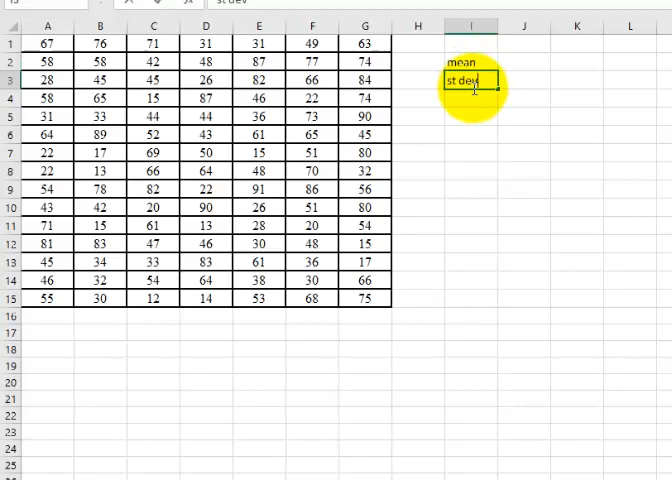 st dev
A B C D E F G H I J K L
1 67 76 71 31 31 49 63
2 58 58 42 48 87 77 74 mean
3 28 45 45 26 82 66 84 st dev
4 58 65 15 87 46 22 74
5 31 33 44 44 36 73 90
6 64 89 52 43 61 65 45
7 22 17 69 50 15 51 80
8 22 13 66 64 48 70 32
9 54 78 82 22 91 86 56
10 43 42 20 90 26 51 80
11 71 15 61 13 28 20 54
12 81 83 47 46 30 48 15
13 45 34 33 83 61 36 17
14 46 32 54 64 38 30 66
15 55 30 12 14 53 68 75
16
17
18
19
20
21
22
23
24
25